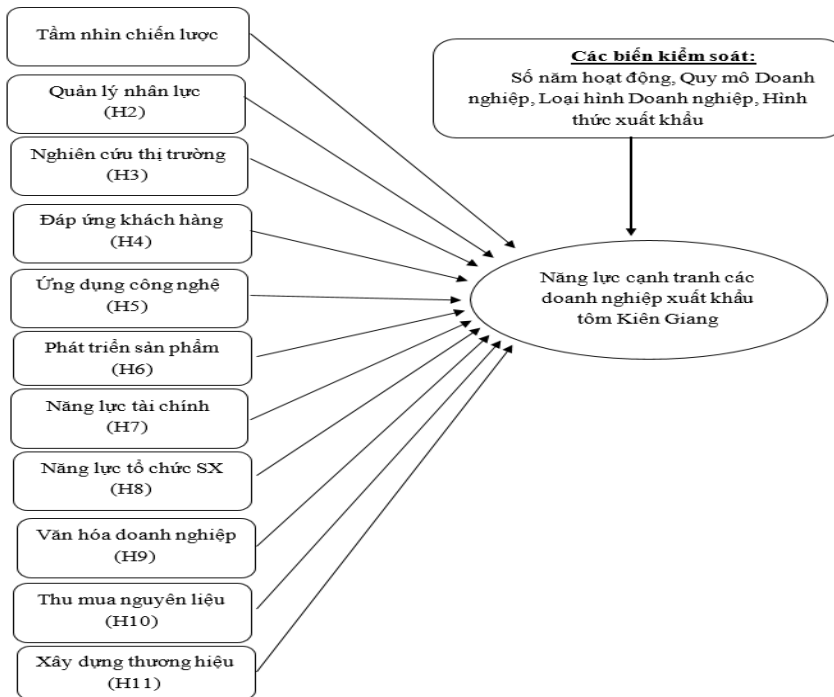 Tầm nhìn chiến lược
Quản lý nhân lực
(H2)
Nghiên cứu thị trường
(H3)
Đáp ứng khách hàng
(H4)
Ứng dụng công nghệ
(H5)
Phát triển sản phẩm
(H6)
Năng lực tài chính
(H7)
Năng lực tổ chức SX
(H8)
Văn hóa doanh nghiệp
(H9)
Thu mua nguyên liệu
(H10)
Xây dựng thương hiệu
(H11)
Các biến kiểm soát:
Số năm hoạt động, Quy mô Doanh
nghiệp, Loại hình Doanh nghiệp, Hình
thức xuất khẩu
Năng lực cạnh tranh các
doanh nghiệp xuất khẩu
tôm Kiên Giang